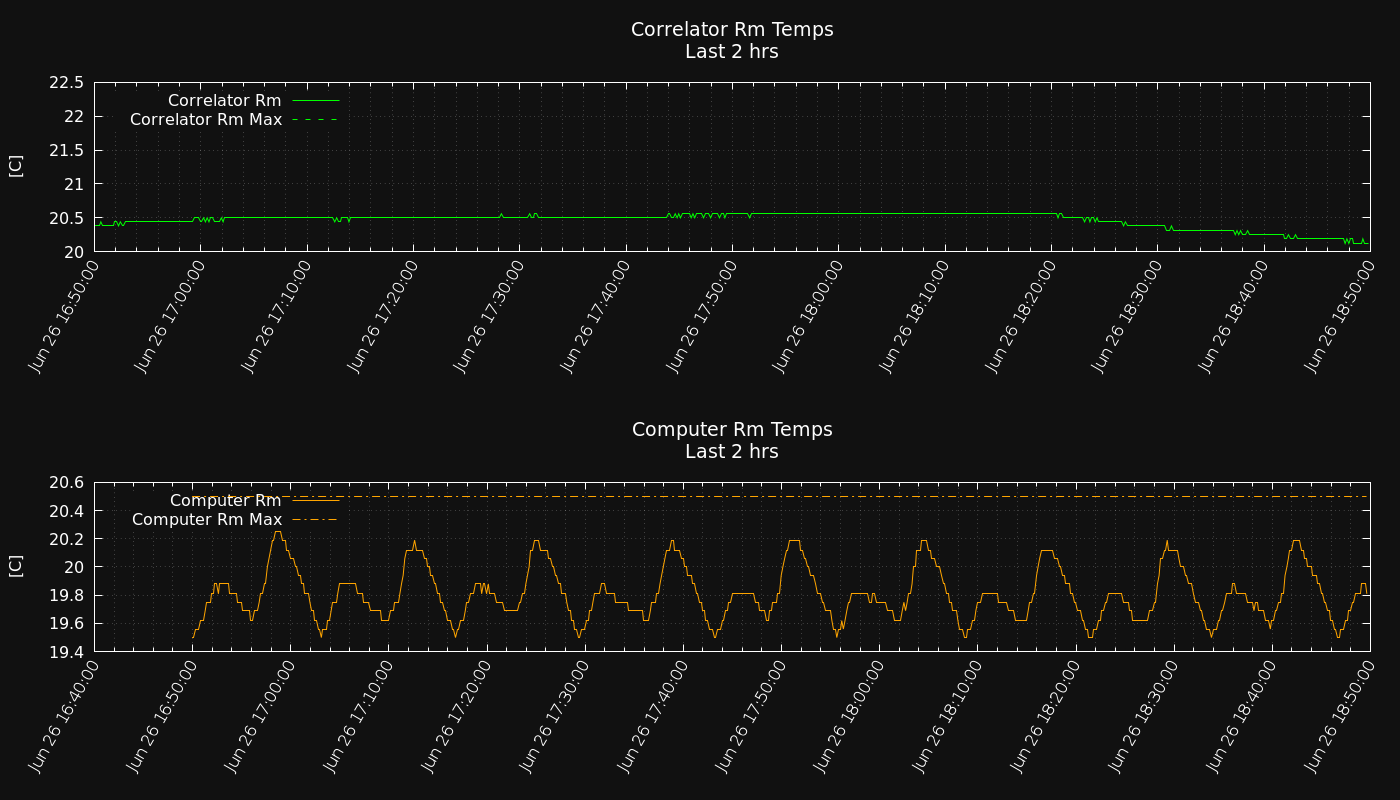 Correlator Rm Temps
Last 2 hrs
22.5
22
21.5
21
20.5
20
[C]
Correlator Rm
Correlator Rm Max
Jun 26 16:50:00
Jun 26 17:00:00
Jun 26 17:10:00
Jun 26 17:20:00
Jun 26 17:30:00
Jun 26 17:40:00
Jun 26 17:50:00
Jun 26 18:00:00
Jun 26 18:10:00
Jun 26 18:20:00
Jun 26 18:30:00
Jun 26 18:40:00
Jun 26 18:50:00
Computer Rm Temps
Last 2 hrs
20.6
20.4
20.2
20
19.8
19.6
19.4
[C]
Computer Rm
Computer Rm Max
Jun 26 16:40:00
Jun 26 16:50:00
Jun 26 17:00:00
Jun 26 17:10:00
Jun 26 17:20:00
Jun 26 17:30:00
Jun 26 17:40:00
Jun 26 17:50:00
Jun 26 18:00:00
Jun 26 18:10:00
Jun 26 18:20:00
Jun 26 18:30:00
Jun 26 18:40:00
Jun 26 18:50:00